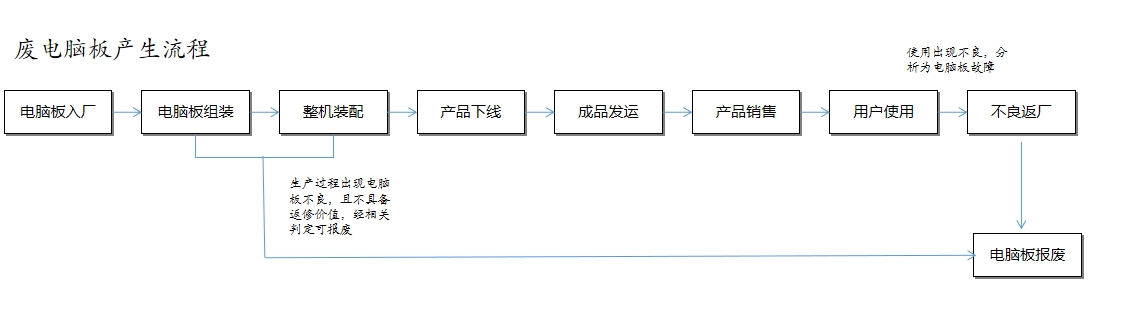 废电脑板产生流程
使用出现不良，分
析为电脑板故障
电脑板入厂
电脑板组装
整机装配
产品下线
成品发运
产品销售
用户使用
不良返厂
生产过程出现电脑
板不良，且不具备
返修价值，经相关
判定可报废
电脑板报废